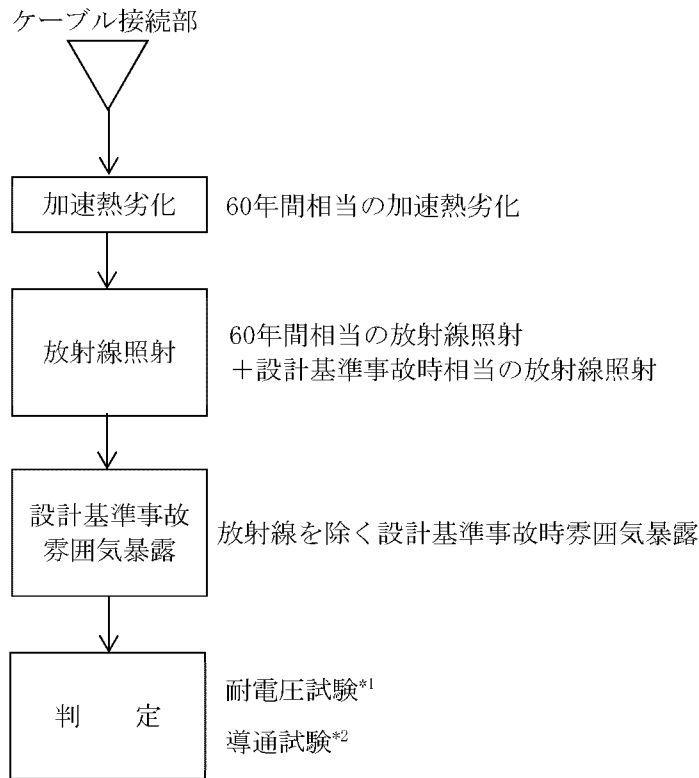 ケーブル接続部
加速熱劣化
60年間相当の加速熱劣化
放射線照射
60年間相当の放射線照射
＋設計基準事故時相当の放射線照射
設計基準事故
雰囲気暴露
放射線を除く設計基準事故時雰囲気暴露
判　定
耐電圧試験*1
導通試験*2